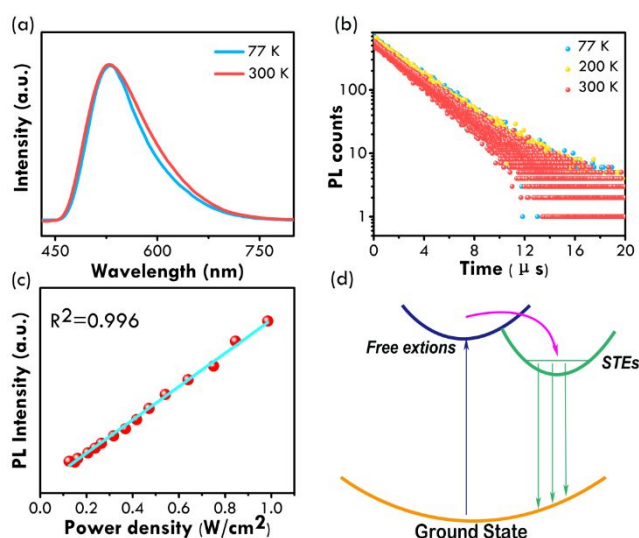 (a)
77 K
300 K
Intensity (a.u.)
450
600
750
Wavelength (nm)
(b)
77 K
200 K
300 K
PL counts
100
10
1
0
4
8
12
16
20
Time ( μ s)
(c)
R²=0.996
PL Intensity (a.u.)
0.0
0.2
0.4
0.6
0.8
1.0
Power density (W/cm²)
(d)
Free extions
STEs
Ground State